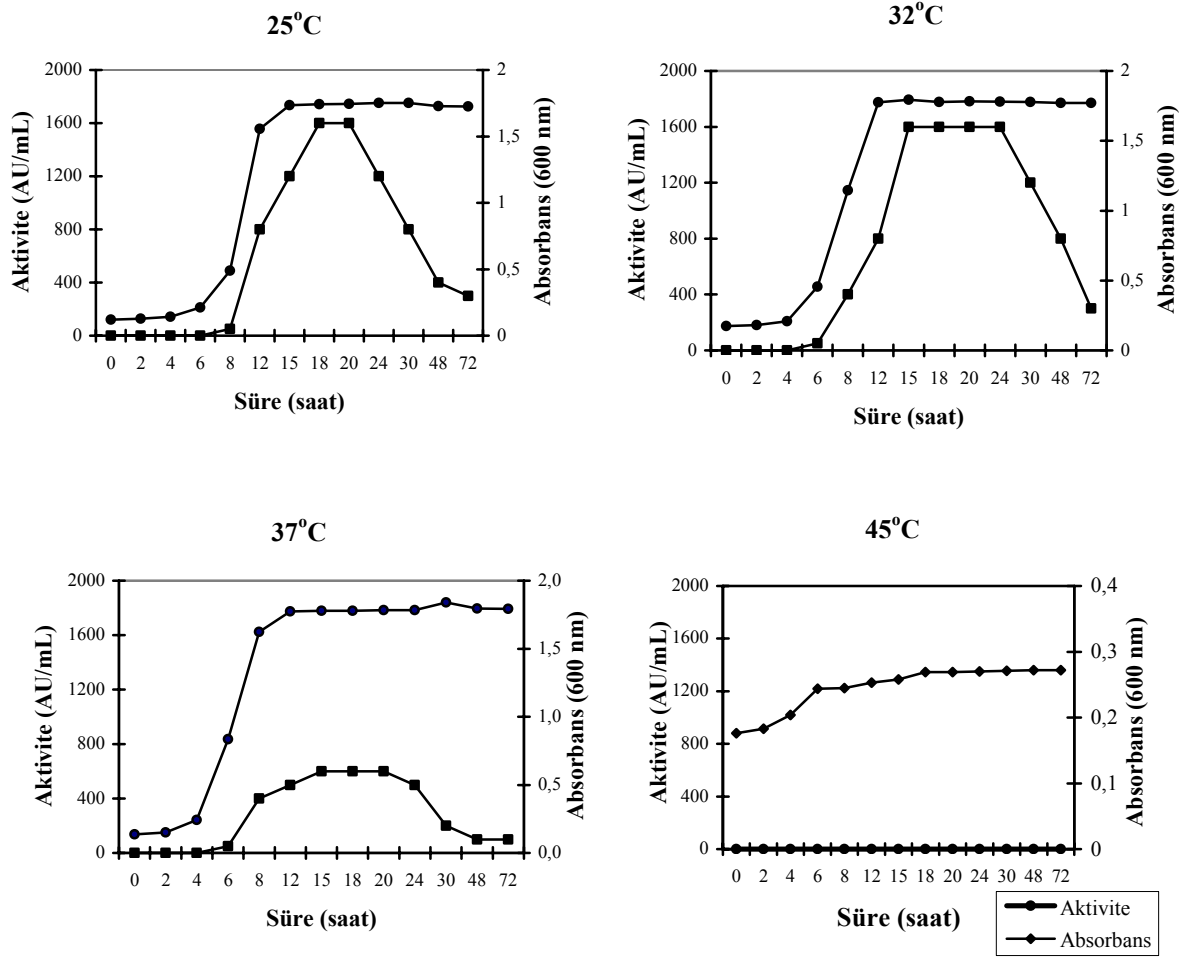 25°C
2000
1600
1200
800
400
0
Aktivite (AU/mL)
2
1,5
1
0,5
0
Absorbans (600 nm)
0 2 4 6 8 12 15 18 20 24 30 48 72
Süre (saat)
32°C
2000
1600
1200
800
400
0
Aktivite (AU/mL)
2
1,5
1
0,5
0
Absorbans (600 nm)
0 2 4 6 8 12 15 18 20 24 30 48 72
Süre (saat)
37°C
2000
1600
1200
800
400
0
Aktivite (AU/mL)
2,0
1,5
1,0
0,5
0,0
Absorbans (600 nm)
0 2 4 6 8 12 15 18 20 24 30 48 72
Süre (saat)
45°C
2000
1600
1200
800
400
0
Aktivite (AU/mL)
0,4
0,3
0,2
0,1
0
Absorbans (600 nm)
0 2 4 6 8 12 15 18 20 24 30 48 72
Süre (saat)
Aktivite
Absorbans